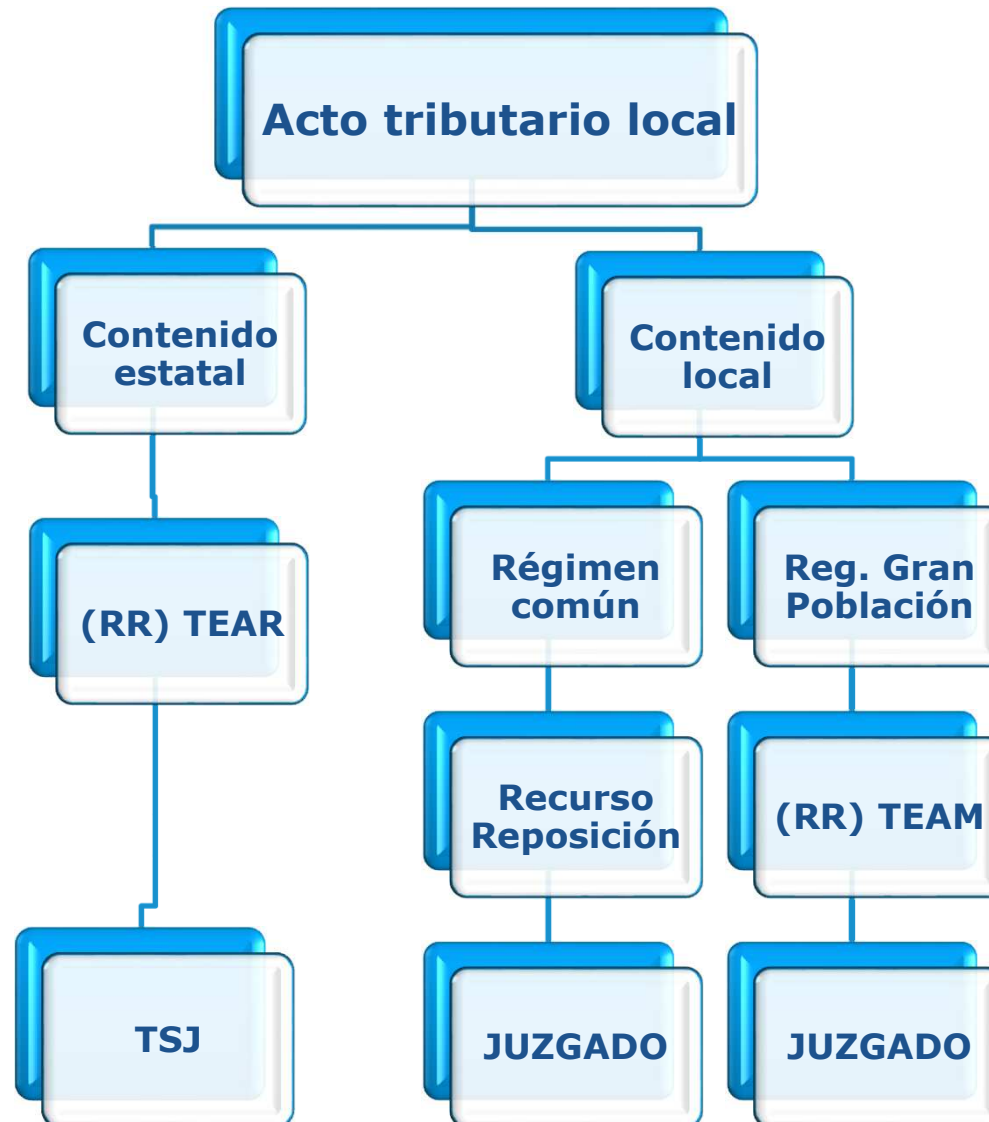 Acto tributario local
Contenido
estatal
Contenido
local
(RR) TEAR
Régimen
común
Reg. Gran
Población
Recurso
Reposición
(RR) TEAM
TSJ
JUZGADO
JUZGADO